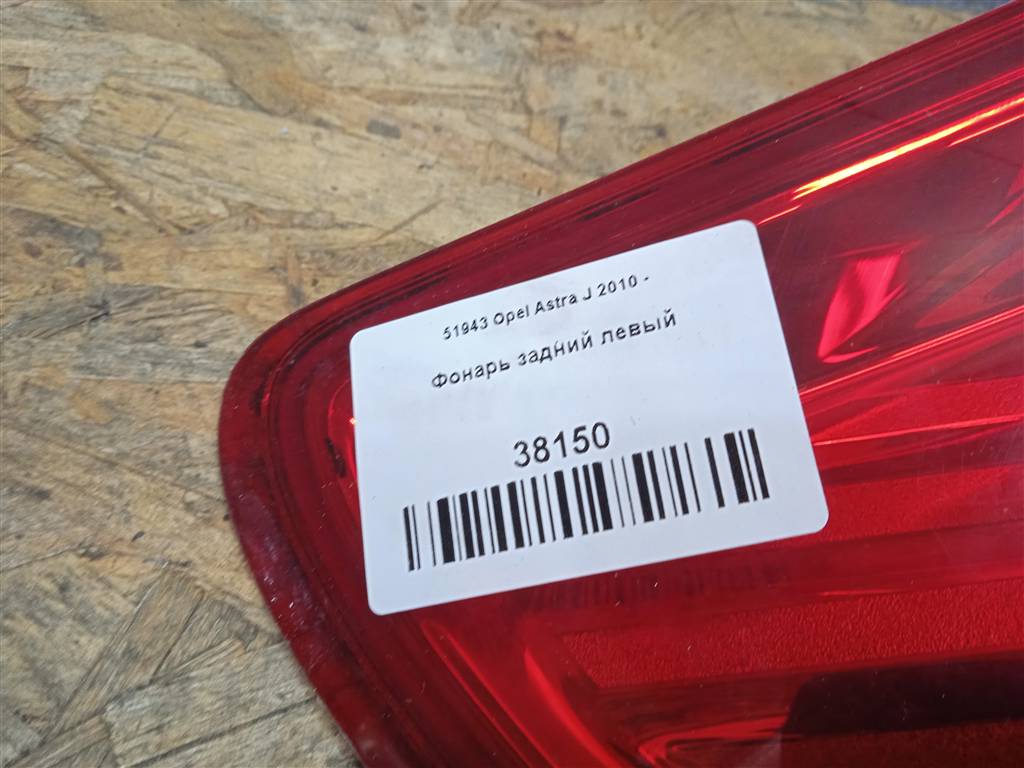 51943 Opel Astra J 2010 -
Фонарь задний левый
38150